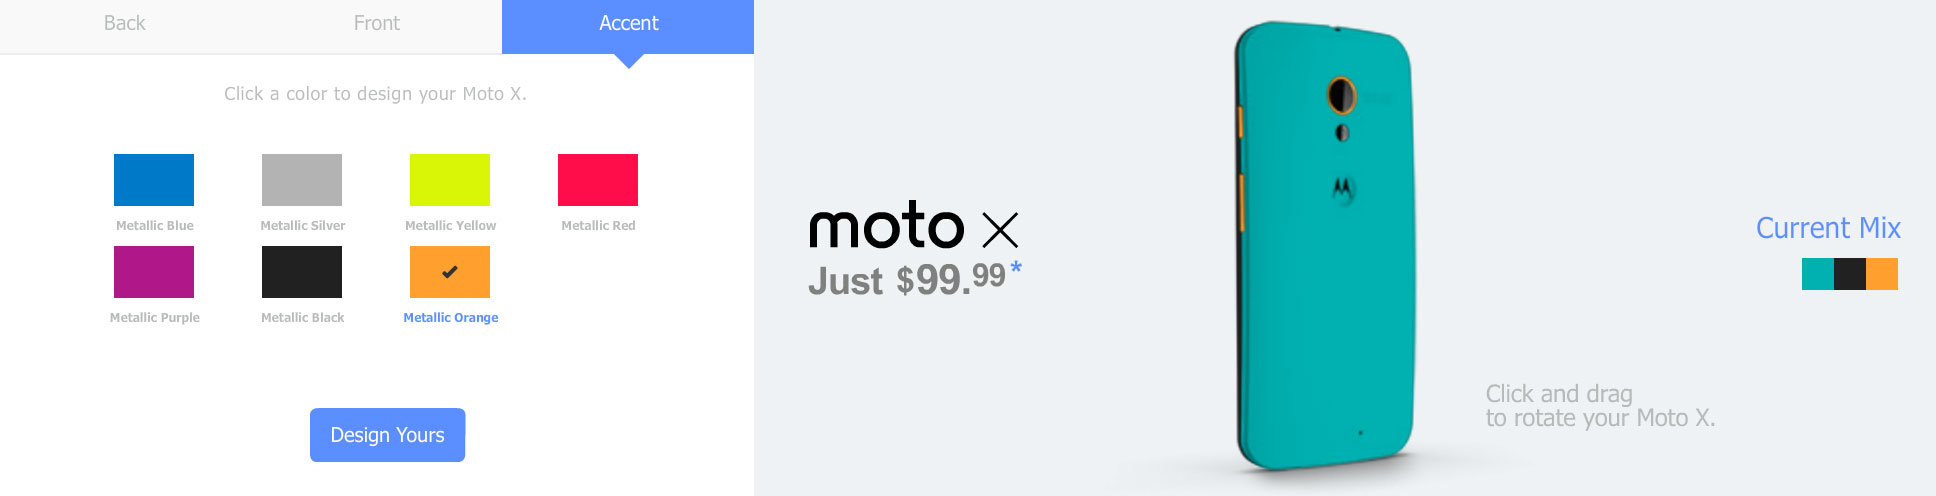 Back Front Accent
Click a color to design your Moto X.
Metallic Blue Metallic Silver Metallic Yellow Metallic Red
Metallic Purple Metallic Black Metallic Orange
Design Yours
moto x
Just $99.99*
Current Mix
Click and drag
to rotate your Moto X.